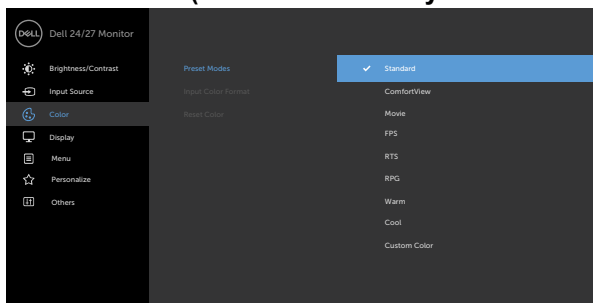 DELL
Dell 24/27 Monitor
Brightness/Contrast
Input Source
Color
Display
Menu
Personalize
Others
Preset Modes
Input Color Format
Reset Color
Standard
ComfortView
Movie
FPS
RTS
RPG
Warm
Cool
Custom Color